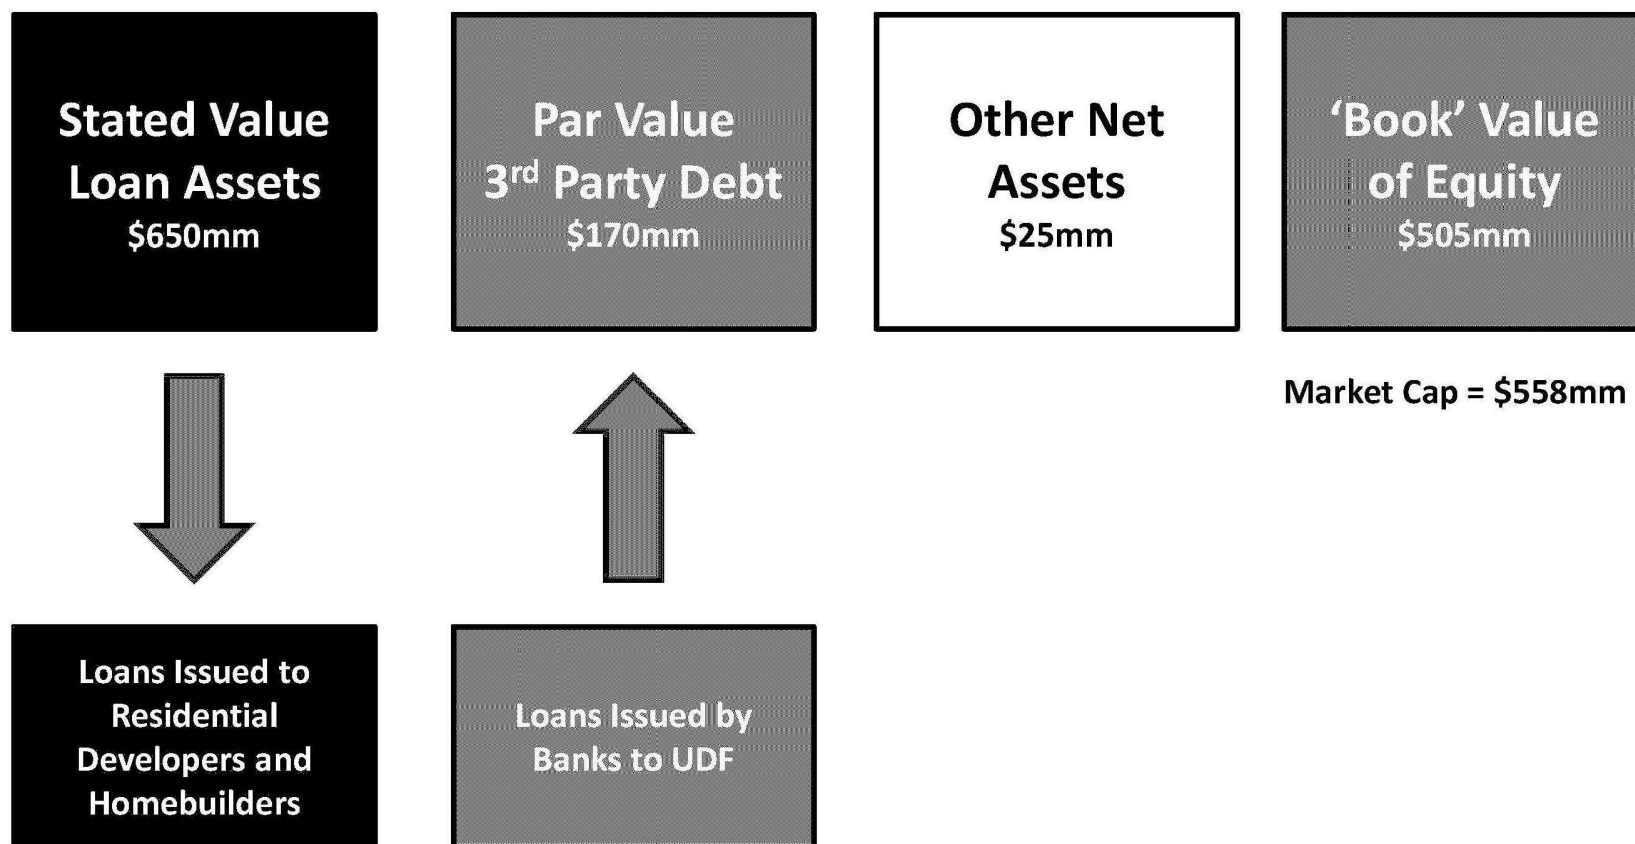 Stated Value
Loan Assets
$650mm
Par Value
3rd Party Debt
$170mm
Other Net
Assets
$25mm
‘Book’ Value
of Equity
$505mm
Market Cap = $558mm
Loans Issued to
Residential
Developers and
Homebuilders
Loans Issued by
Banks to UDF